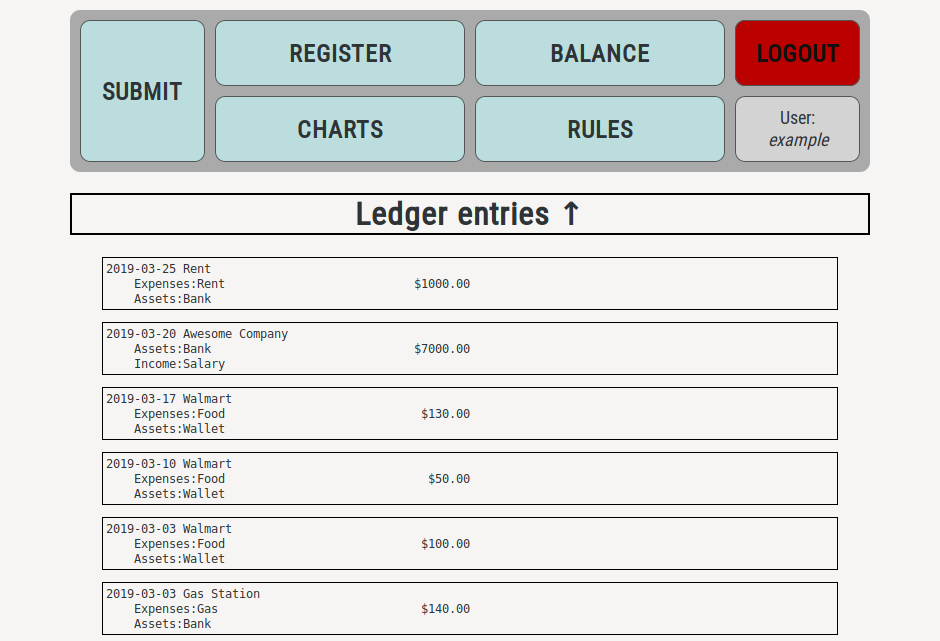 SUBMIT
REGISTER
BALANCE
LOGOUT
CHARTS
RULES
User:
example
Ledger entries ↑
2019-03-25 Rent
Expenses:Rent $1000.00
Assets:Bank
2019-03-20 Awesome Company
Assets:Bank $7000.00
Income:Salary
2019-03-17 Walmart
Expenses:Food $130.00
Assets:Wallet
2019-03-10 Walmart
Expenses:Food $50.00
Assets:Wallet
2019-03-03 Walmart
Expenses:Food $100.00
Assets:Wallet
2019-03-03 Gas Station
Expenses:Gas $140.00
Assets:Bank